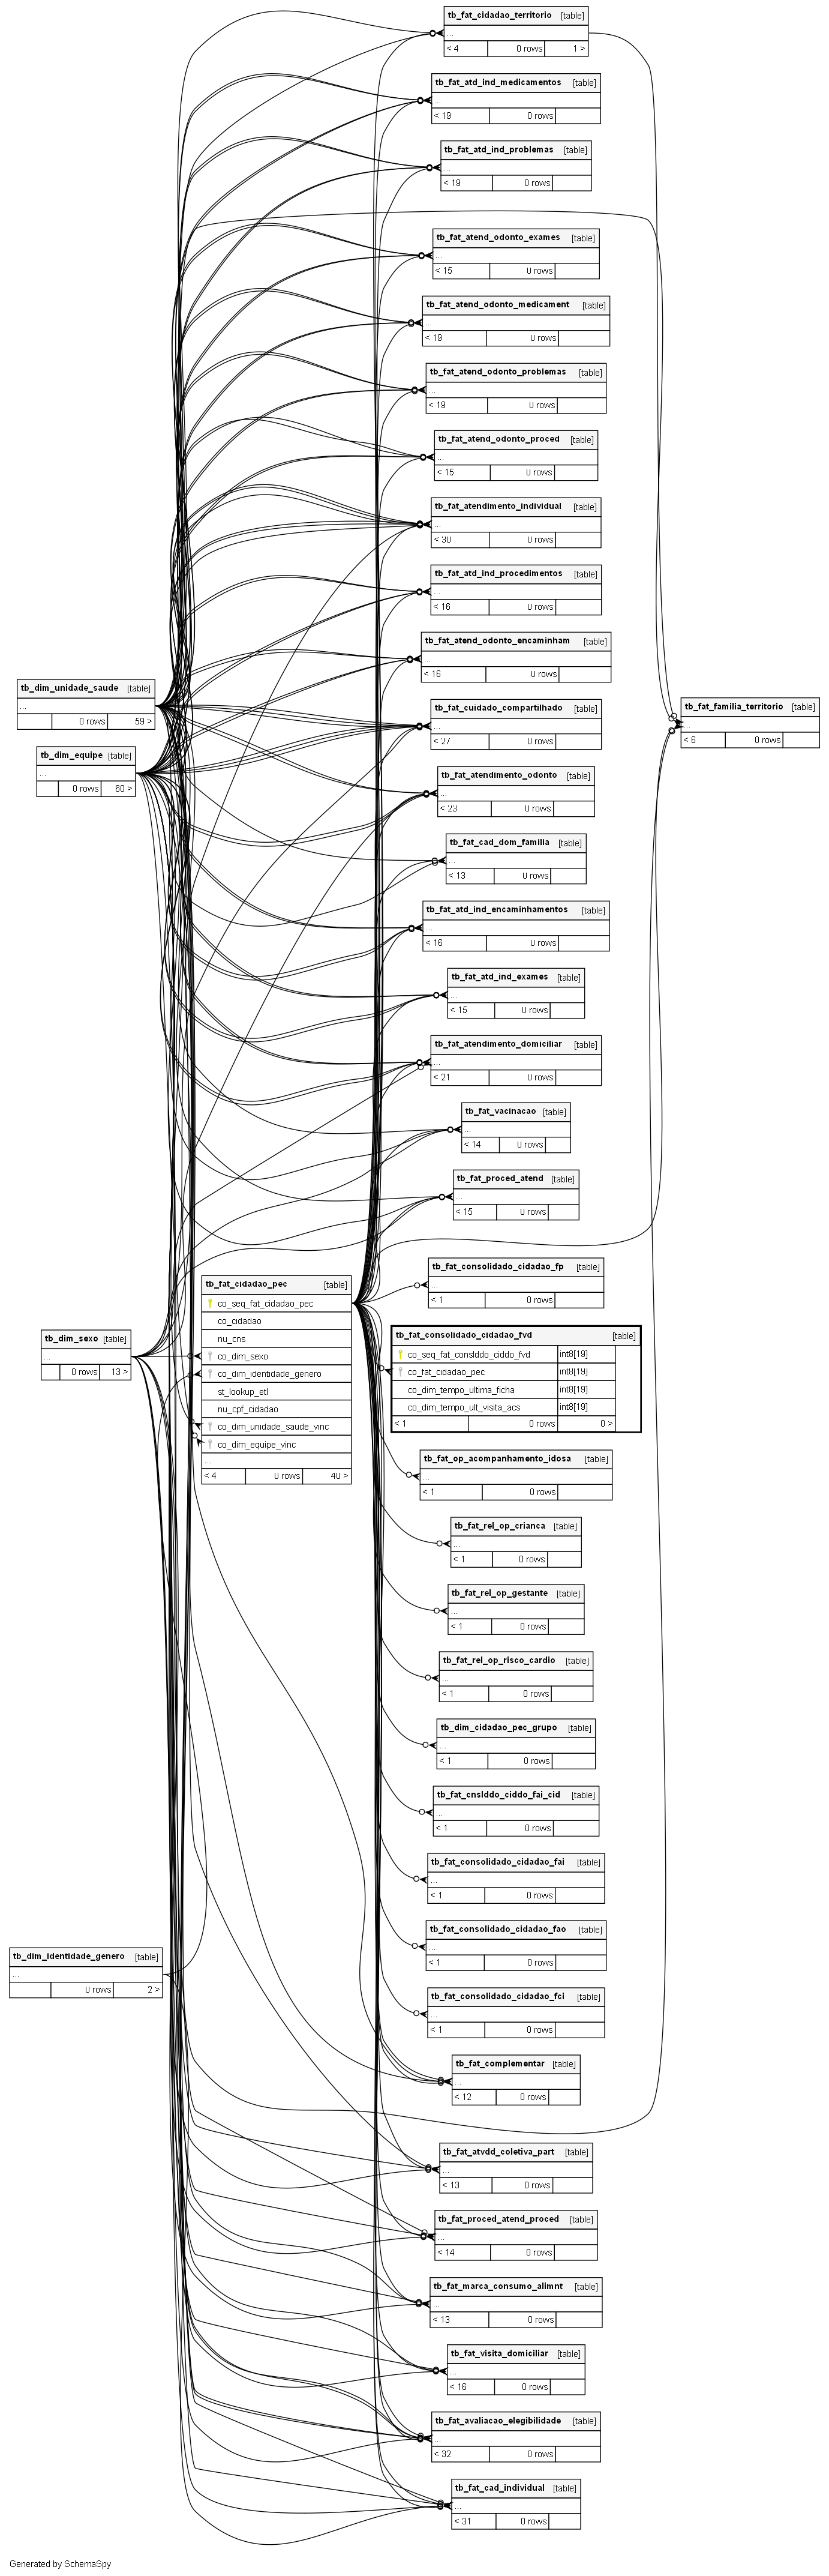 tb_fat_cidadao_territorio [table]
...
< 4 0 rows 1 >
tb_fat_atd_ind_medicamentos [table]
...
< 19 0 rows
tb_fat_atd_ind_problemas [table]
...
< 19 0 rows
tb_fat_atend_odonto_exames [table]
...
< 15 0 rows
tb_fat_atend_odonto_medicament [table]
...
< 19 0 rows
tb_fat_atend_odonto_problemas [table]
...
< 19 0 rows
tb_fat_atend_odonto_proced [table]
...
< 15 0 rows
tb_fat_atendimento_individual [table]
...
< 30 0 rows
tb_fat_atd_ind_procedimentos [table]
...
< 16 0 rows
tb_fat_atend_odonto_encaminham [table]
...
< 16 0 rows
tb_dim_unidade_saude [table]
...
0 rows 59 >
tb_fat_cuidado_compartilhado [table]
...
< 27 0 rows
tb_fat_familia_territorio [table]
...
< 6 0 rows
tb_dim_equipe [table]
...
0 rows 60 >
tb_fat_atendimento_odonto [table]
...
< 23 0 rows
tb_fat_cad_dom_familia [table]
...
< 13 0 rows
tb_fat_atd_ind_encaminhamentos [table]
...
< 16 0 rows
tb_fat_atd_ind_exames [table]
...
< 15 0 rows
tb_fat_atendimento_domiciliar [table]
...
< 21 0 rows
tb_fat_vacinacao [table]
...
< 14 0 rows
tb_fat_proced_atend [table]
...
< 15 0 rows
tb_fat_consolidado_cidadao_fp [table]
...
< 1 0 rows
tb_fat_cidadao_pec [table]
co_seq_fat_cidadao_pec
co_cidadao
nu_cns
co_dim_sexo
co_dim_identidade_genero
st_lookup_etl
nu_cpf_cidadao
co_dim_unidade_saude_vinc
co_dim_equipe_vinc
...
< 4 0 rows 40 >
tb_dim_sexo [table]
...
0 rows 13 >
tb_fat_consolidado_cidadao_fvd [table]
co_seq_fat_conslddo_ciddo_fvd int8[19]
co_fat_cidadao_pec int8[19]
co_dim_tempo_ultima_ficha int8[19]
co_dim_tempo_ult_visita_acs int8[19]
< 1 0 rows 0 >
tb_fat_op_acompanhamento_idosa [table]
...
< 1 0 rows
tb_fat_rel_op_crianca [table]
...
< 1 0 rows
tb_fat_rel_op_gestante [table]
...
< 1 0 rows
tb_fat_rel_op_risco_cardio [table]
...
< 1 0 rows
tb_dim_cidadao_pec_grupo [table]
...
< 1 0 rows
tb_fat_cnslddo_ciddo_fai_cid [table]
...
< 1 0 rows
tb_fat_consolidado_cidadao_fai [table]
...
< 1 0 rows
tb_fat_consolidado_cidadao_fao [table]
...
< 1 0 rows
tb_dim_identidade_genero [table]
...
0 rows 2 >
tb_fat_consolidado_cidadao_fci [table]
...
< 1 0 rows
tb_fat_complementar [table]
...
< 12 0 rows
tb_fat_atvdd_coletiva_part [table]
...
< 13 0 rows
tb_fat_proced_atend_proced [table]
...
< 14 0 rows
tb_fat_marca_consumo_alimnt [table]
...
< 13 0 rows
tb_fat_visita_domiciliar [table]
...
< 16 0 rows
tb_fat_avaliacao_elegibilidade [table]
...
< 32 0 rows
tb_fat_cad_individual [table]
...
< 31 0 rows
Generated by SchemaSpy